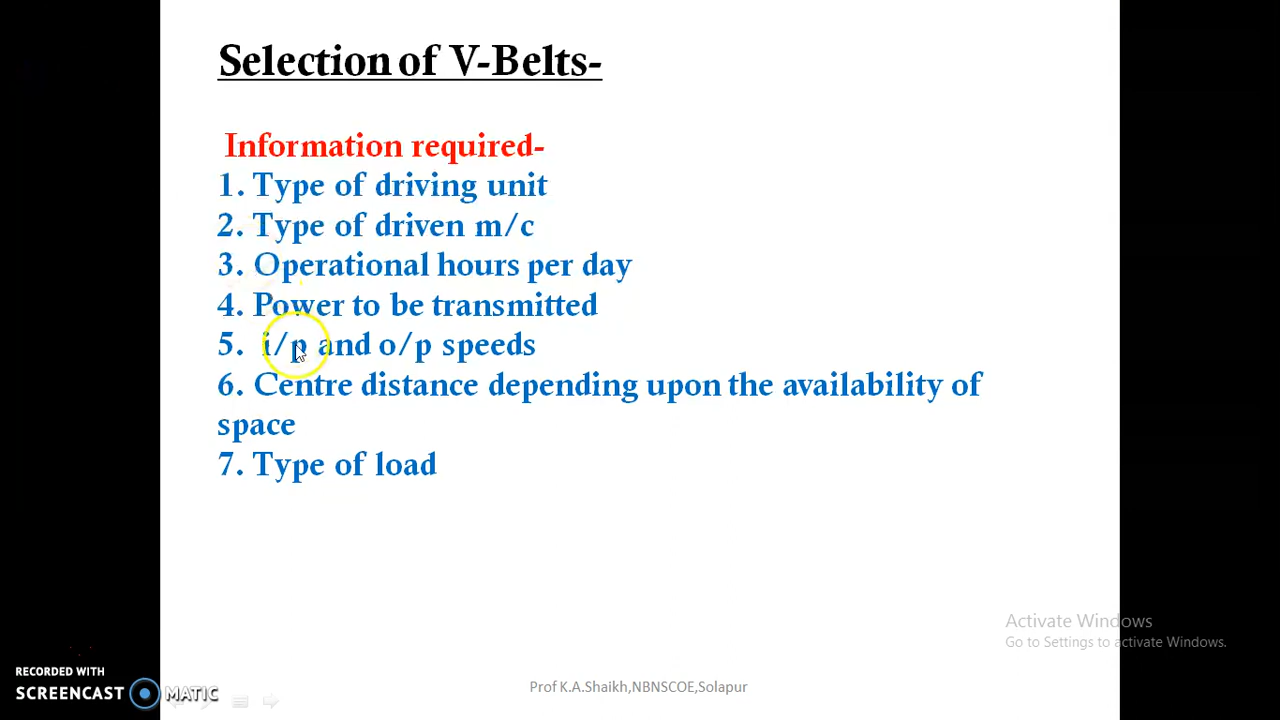 Selection of V-Belts-
Information required-
1. Type of driving unit
2. Type of driven m/c
3. Operational hours per day
4. Power to be transmitted
5. i/p and o/p speeds
6. Centre distance depending upon the availability of
space
7. Type of load
Activate Windows
Go to Settings to activate Windows.
RECORDED WITH
SCREENCAST MATIC
Prof K.A.Shaikh,NBNSCOE,Solapur